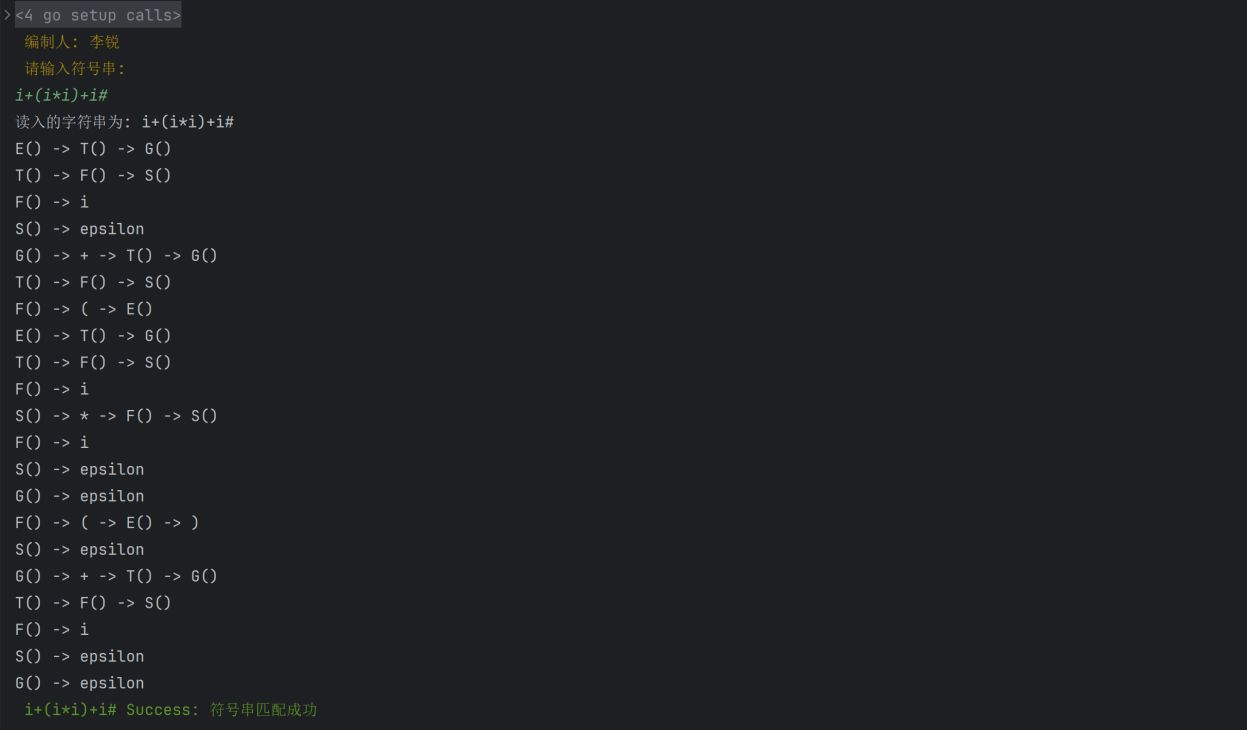 <4 go setup calls>
编制人: 李锐
请输入符号串:
i+(i*i)+i#
读入的字符串为: i+(i*i)+i#
E() -> T() -> G()
T() -> F() -> S()
F() -> i
S() -> epsilon
G() -> + -> T() -> G()
T() -> F() -> S()
F() -> ( -> E()
E() -> T() -> G()
T() -> F() -> S()
F() -> i
S() -> * -> F() -> S()
F() -> i
S() -> epsilon
G() -> epsilon
F() -> ( -> E() -> )
S() -> epsilon
G() -> + -> T() -> G()
T() -> F() -> S()
F() -> i
S() -> epsilon
G() -> epsilon
i+(i*i)+i# Success: 符号串匹配成功